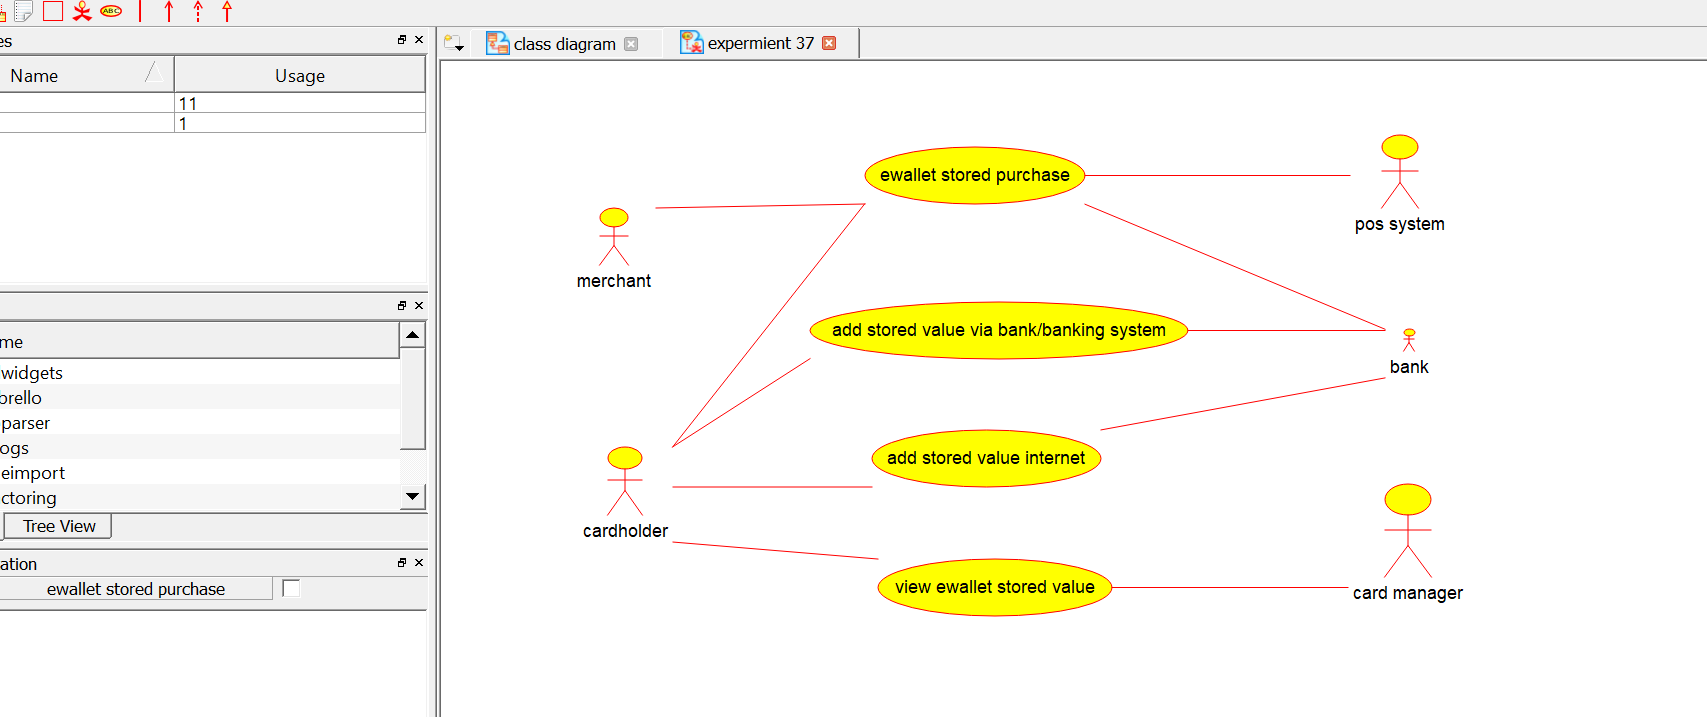 ABC
es
class diagram
expermient 37
Name
Usage
11
1
ewallet stored purchase
pos system
merchant
add stored value via bank/banking system
bank
me
widgets
brello
parser
ogs
eimport
ctoring
Tree View
add stored value internet
cardholder
ation
ewallet stored purchase
view ewallet stored value
card manager